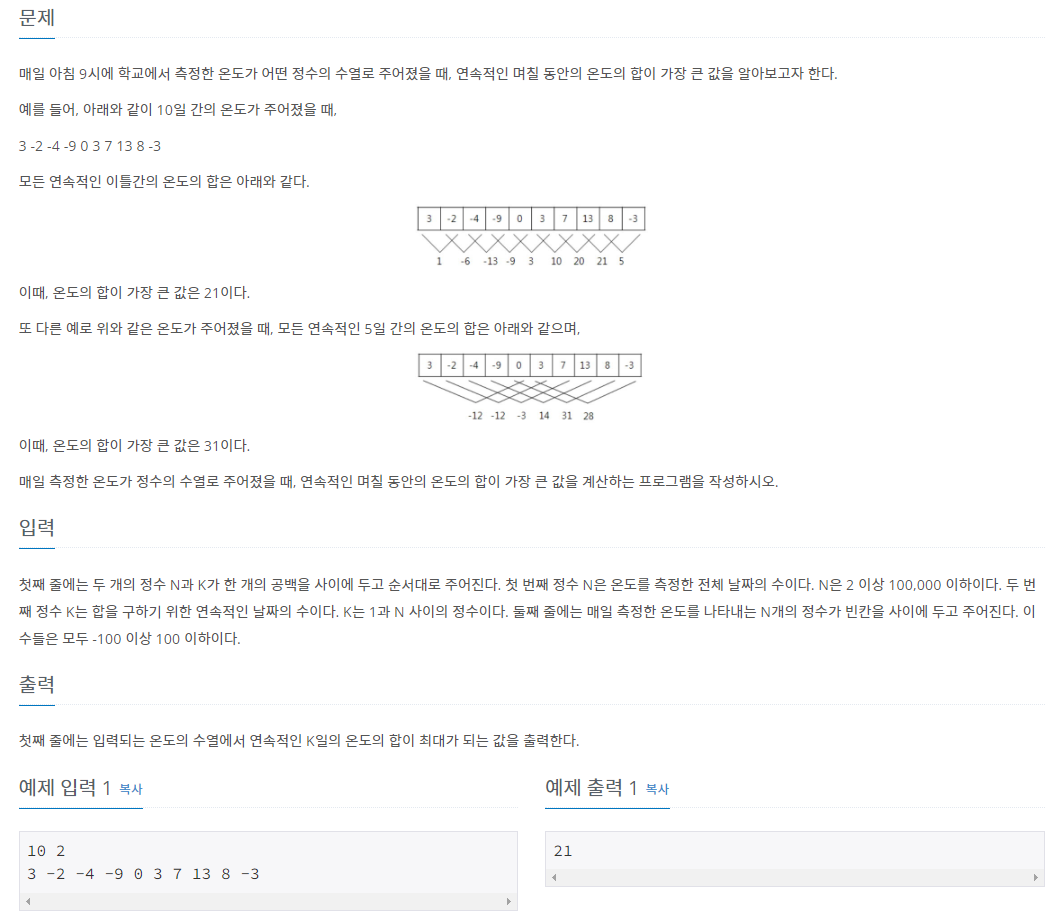 문제
매일 아침 9시에 학교에서 측정한 온도가 어떤 정수의 수열로 주어졌을 때, 연속적인 며칠 동안의 온도의 합이 가장 큰 값을 알아보고자 한다.
예를 들어, 아래와 같이 10일 간의 온도가 주어졌을 때,
3 -2 -4 -9 0 3 7 13 8 -3
모든 연속적인 이틀간의 온도의 합은 아래와 같다.
3 -2 -4 -9 0 3 7 13 8 -3
1 -6 -13 -9 3 10 20 21 5
이때, 온도의 합이 가장 큰 값은 21이다.
또 다른 예로 위와 같은 온도가 주어졌을 때, 모든 연속적인 5일 간의 온도의 합은 아래와 같으며,
3 -2 -4 -9 0 3 7 13 8 -3
-12 -12 -3 14 31 28
이때, 온도의 합이 가장 큰 값은 31이다.
매일 측정한 온도가 정수의 수열로 주어졌을 때, 연속적인 며칠 동안의 온도의 합이 가장 큰 값을 계산하는 프로그램을 작성하시오.
입력
첫째 줄에는 두 개의 정수 N과 K가 한 개의 공백을 사이에 두고 순서대로 주어진다. 첫 번째 정수 N은 온도를 측정한 전체 날짜의 수이다. N은 2 이상 100,000 이하이다. 두 번
째 정수 K는 합을 구하기 위한 연속적인 날짜의 수이다. K는 1과 N 사이의 정수이다. 둘째 줄에는 매일 측정한 온도를 나타내는 N개의 정수가 빈칸을 사이에 두고 주어진다. 이
수들은 모두 -100 이상 100 이하이다.
출력
첫째 줄에는 입력되는 온도의 수열에서 연속적인 K일의 온도의 합이 최대가 되는 값을 출력한다.
예제 입력 1 복사
10 2
3 -2 -4 -9 0 3 7 13 8 -3
예제 출력 1 복사
21